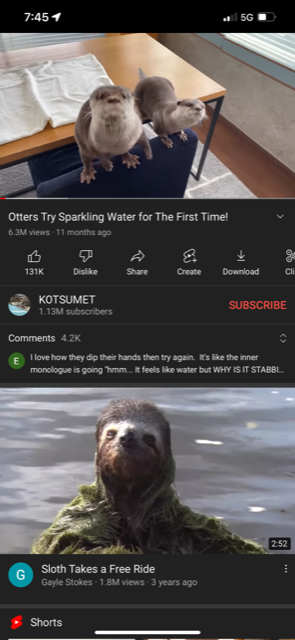 7:45
5G
Otters Try Sparkling Water for The First Time!
6.3M views · 11 months ago
131K
Dislike
Share
Create
Download
Cli
KOTSUMET
1.13M subscribers
SUBSCRIBE
Comments 4.2K
E
I love how they dip their hands then try again. It's like the inner
monologue is going "hmm... It feels like water but WHY IS IT STABBI...
2:52
G
Sloth Takes a Free Ride
Gayle Stokes · 1.8M views · 3 years ago
Shorts